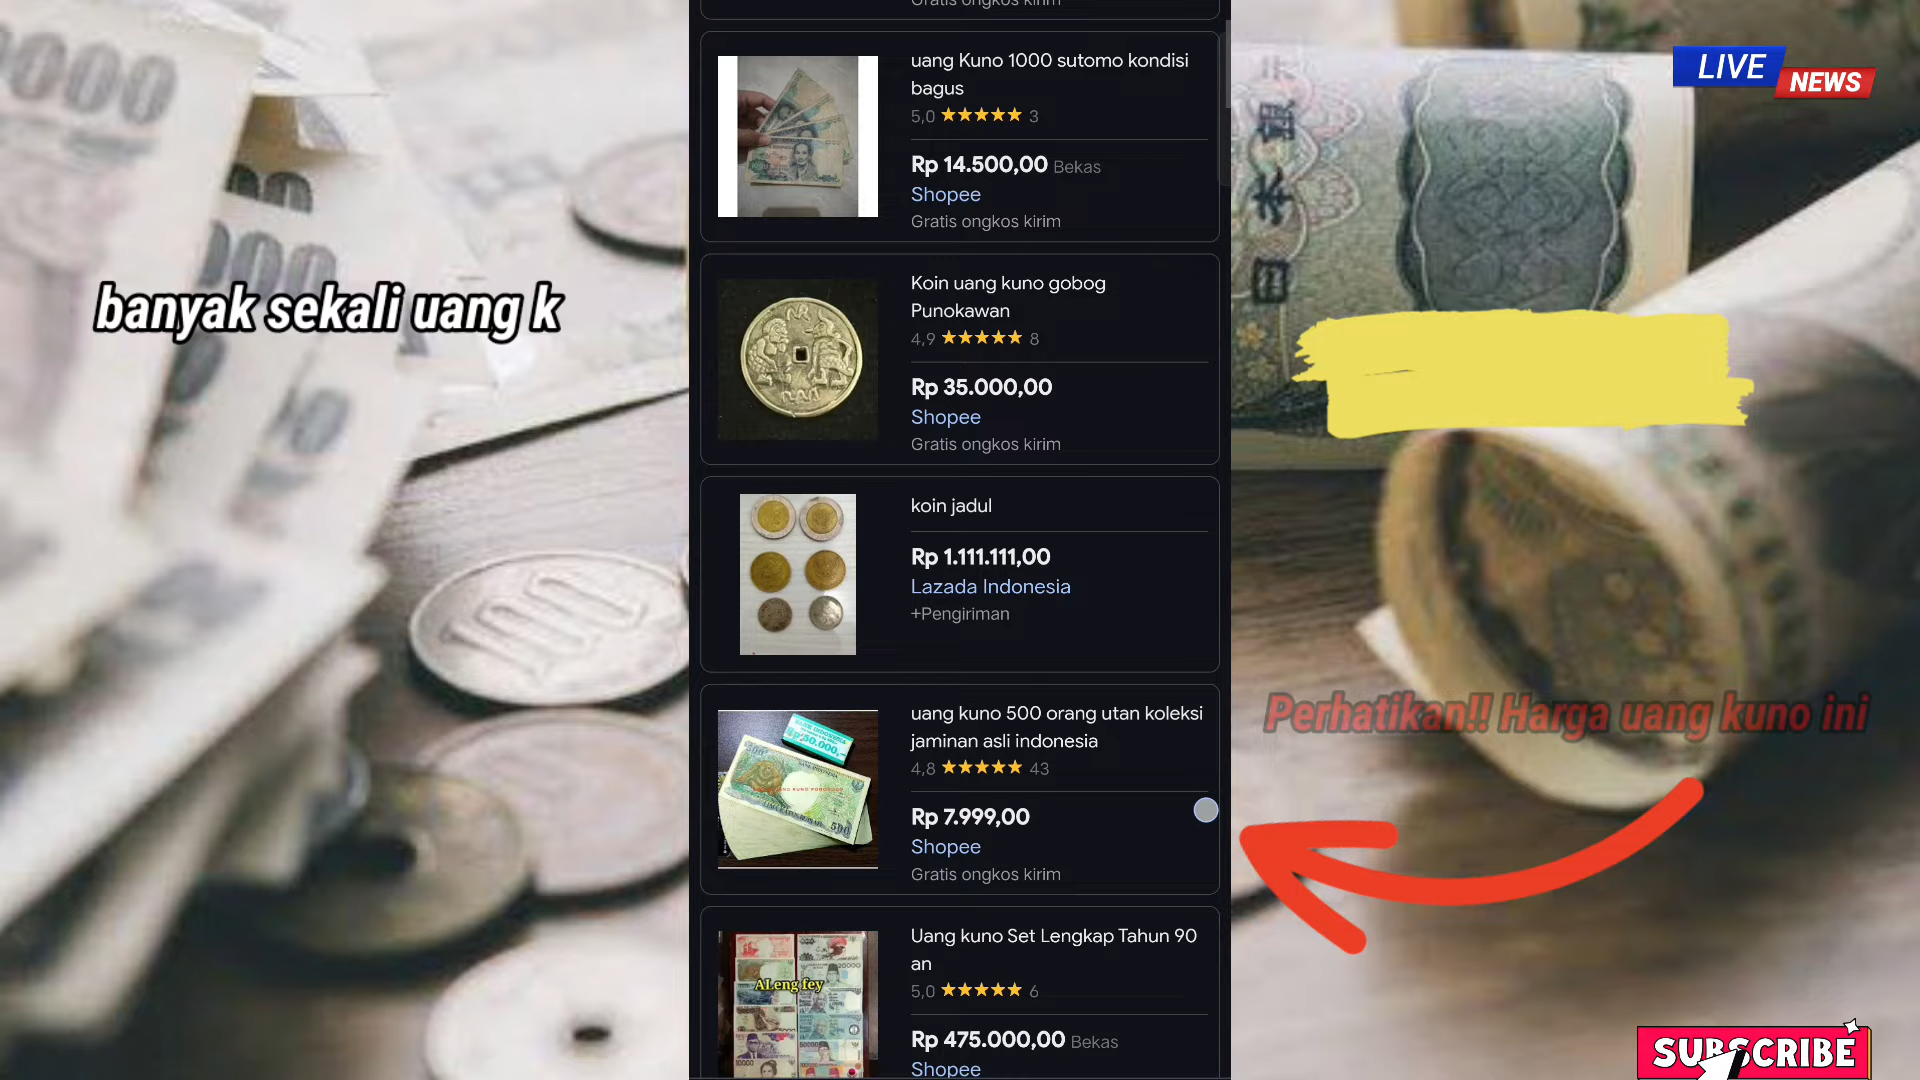 Gratis ongkos kirim
uang Kuno 1000 sutomo kondisi
bagus
5,0 3
Rp 14.500,00 Bekas
Shopee
Gratis ongkos kirim
Koin uang kuno gobog
Punokawan
4,9 8
Rp 35.000,00
Shopee
Gratis ongkos kirim
koin jadul
Rp 1.111.111,00
Lazada Indonesia
+Pengiriman
uang kuno 500 orang utan koleksi
jaminan asli indonesia
4,8 43
Rp 7.999,00
Shopee
Gratis ongkos kirim
Uang kuno Set Lengkap Tahun 90
an
ALeng fey
5,0 6
Rp 475.000,00 Bekas
Shopee
banyak sekali uang k
LIVE
NEWS
Perhatikan!! Harga uang kuno ini
SUBSCRIBE